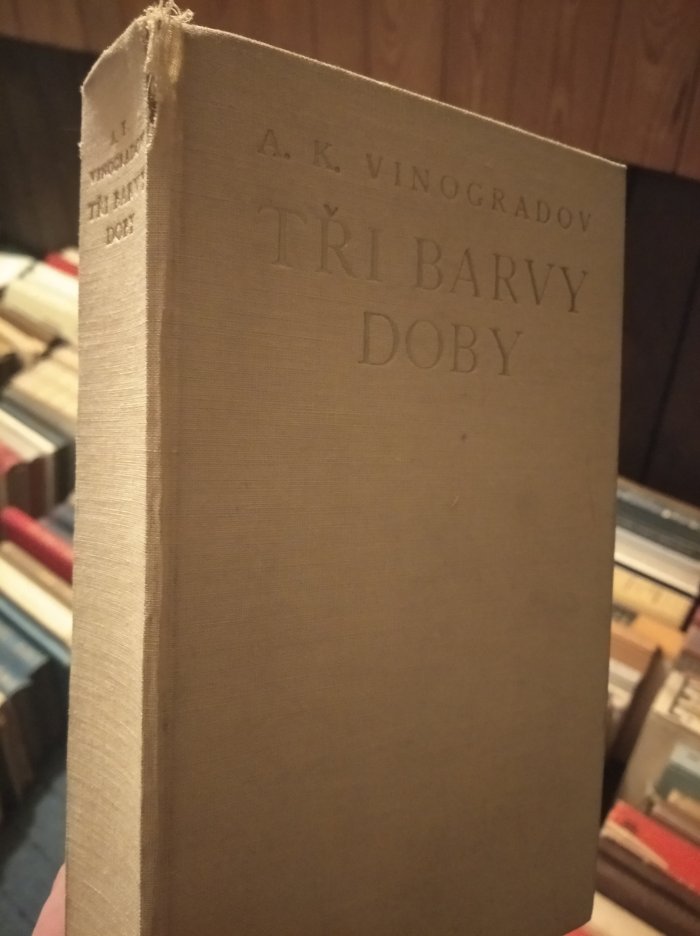 A. K. VINOGRADOV
TŘI BARVY
DOBY
A. K.
VINOGRADOV
TŘI BARVY
DOBY